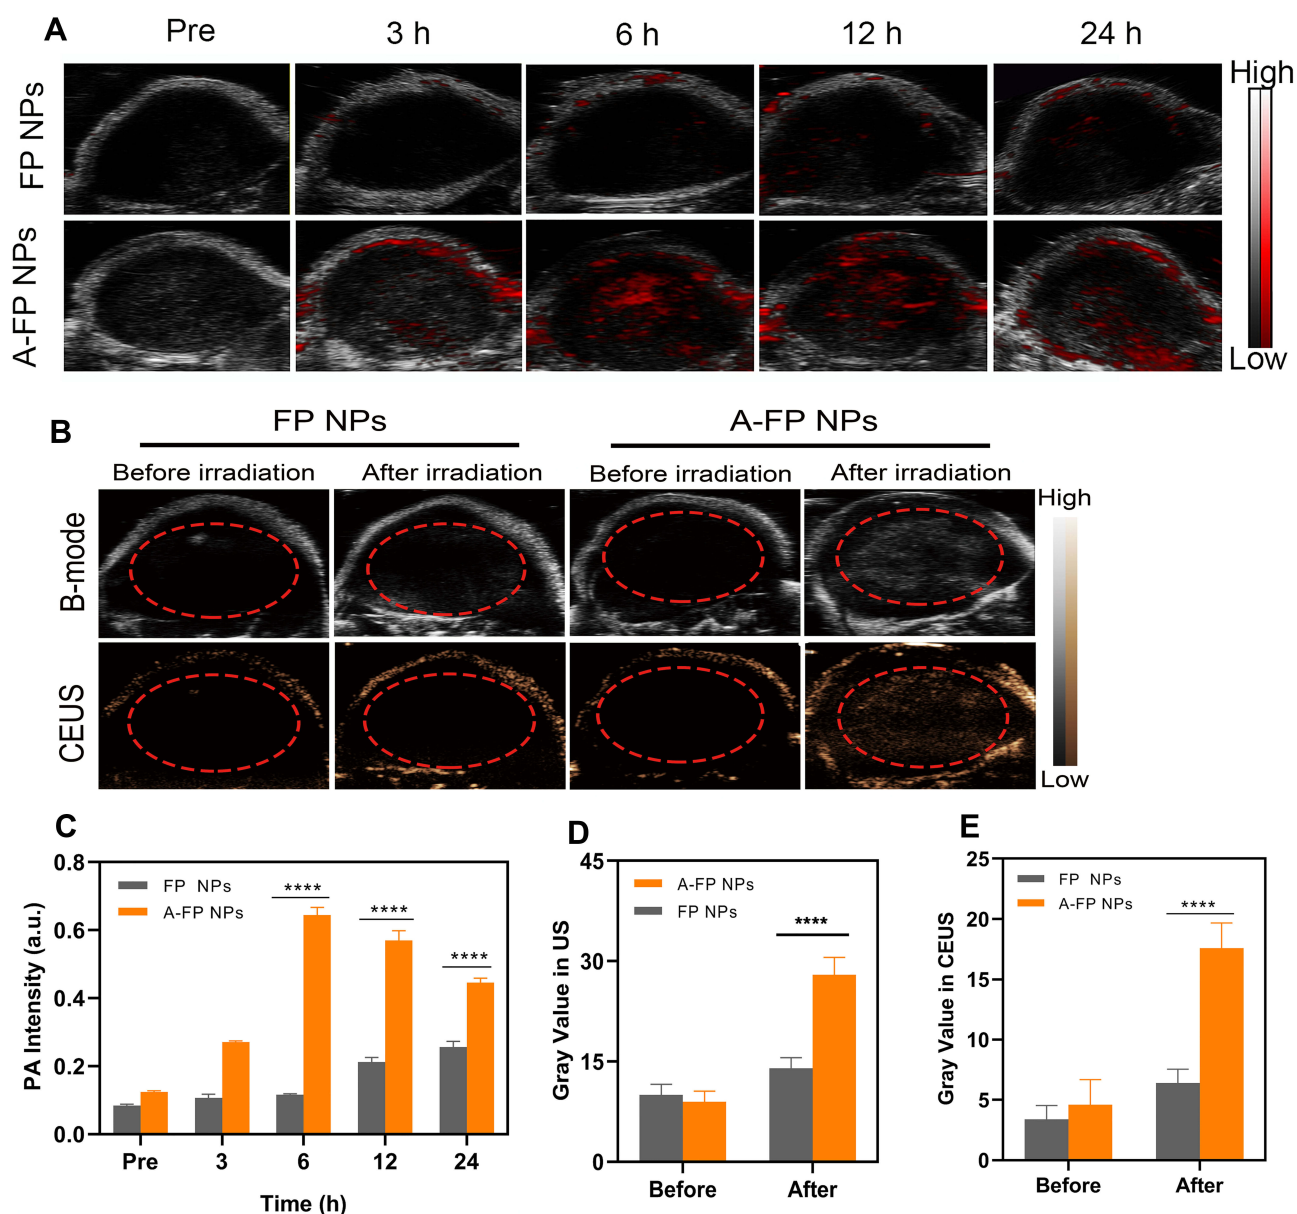 A
Pre
3 h
6 h
12 h
24 h
FP NPs
A-FP NPs
High
Low
B
FP NPs
A-FP NPs
Before irradiation
After irradiation
Before irradiation
After irradiation
B-mode
CEUS
High
Low
C
PA Intensity (a.u.)
0.8
0.6
0.4
0.2
0.0
FP NPs
A-FP NPs
****
****
****
Pre
3
6
12
24
Time (h)
D
Gray Value in US
45
30
15
0
A-FP NPs
FP NPs
****
Before
After
E
Gray Value in CEUS
25
20
15
10
5
0
FP NPs
A-FP NPs
****
Before
After